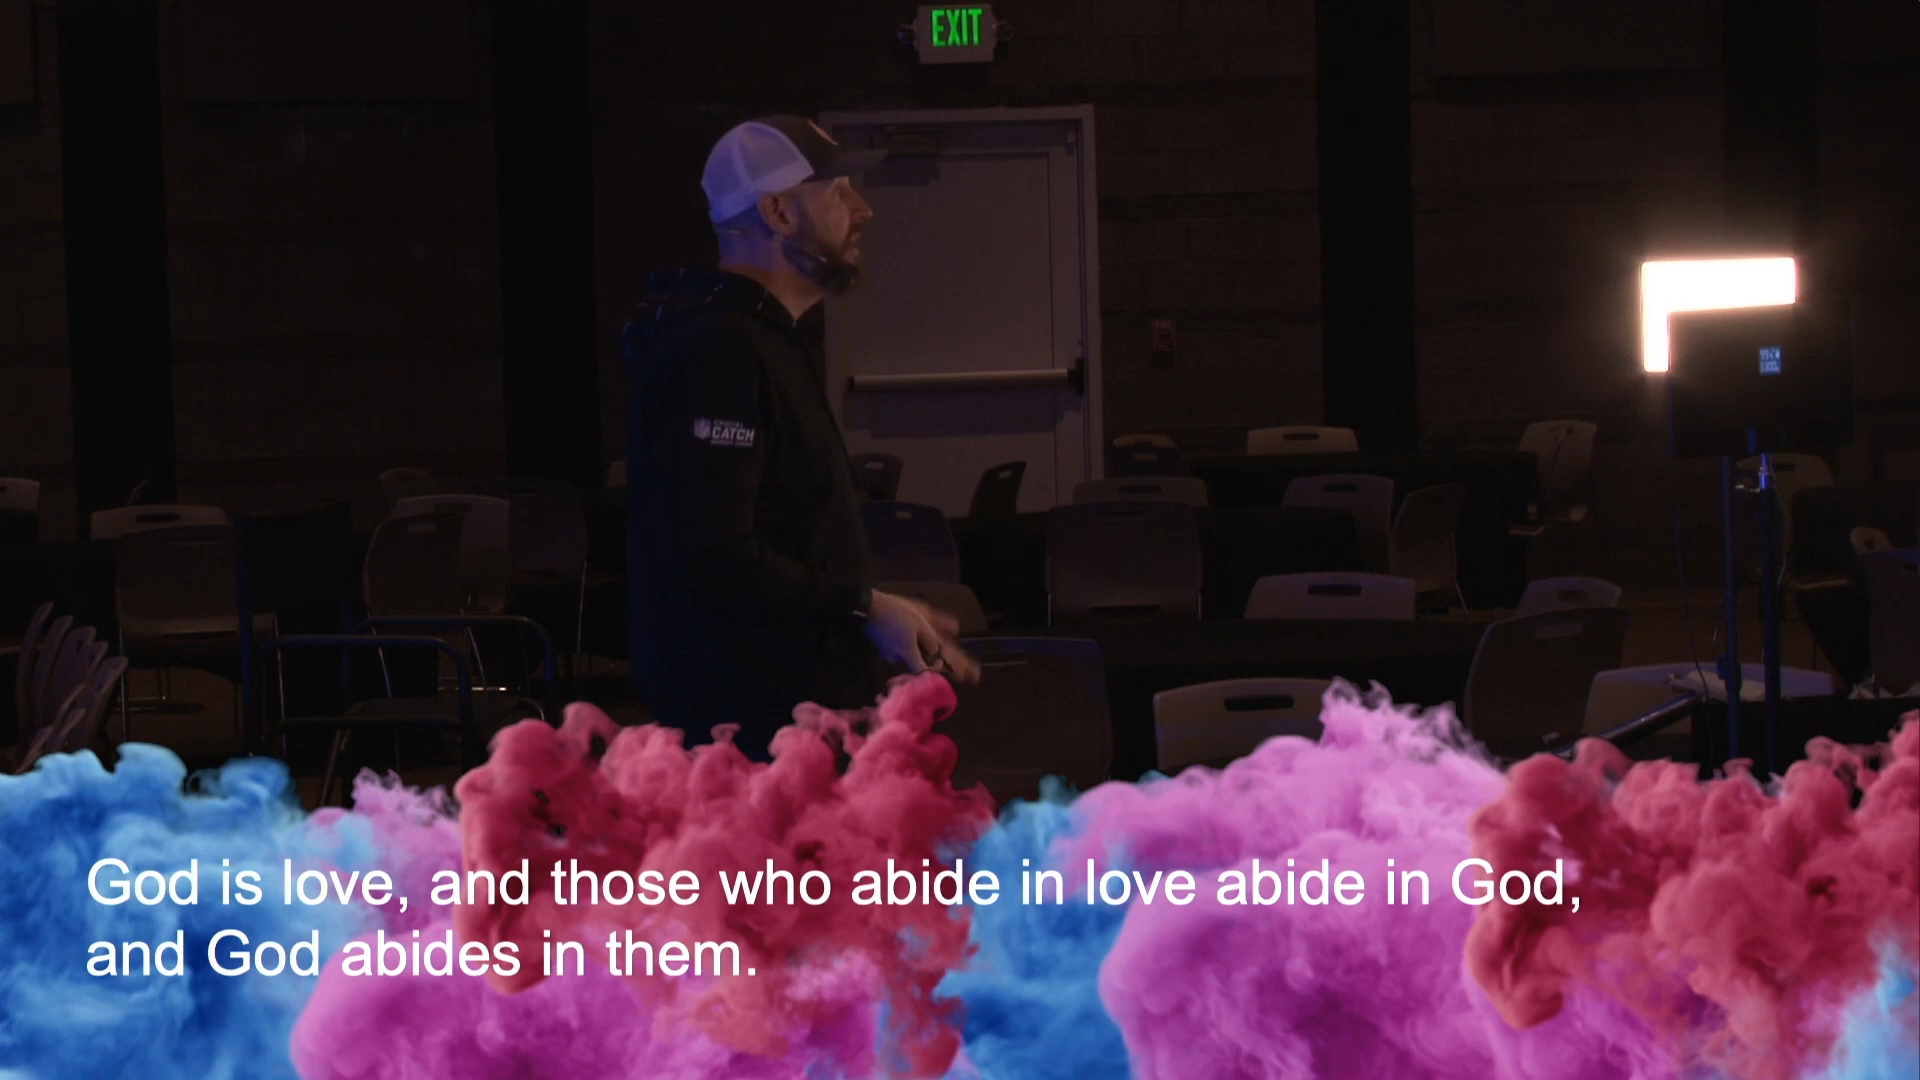 EXIT
CRUCIAL
CATCH
God is love, and those who abide in love abide in God,
and God abides in them.